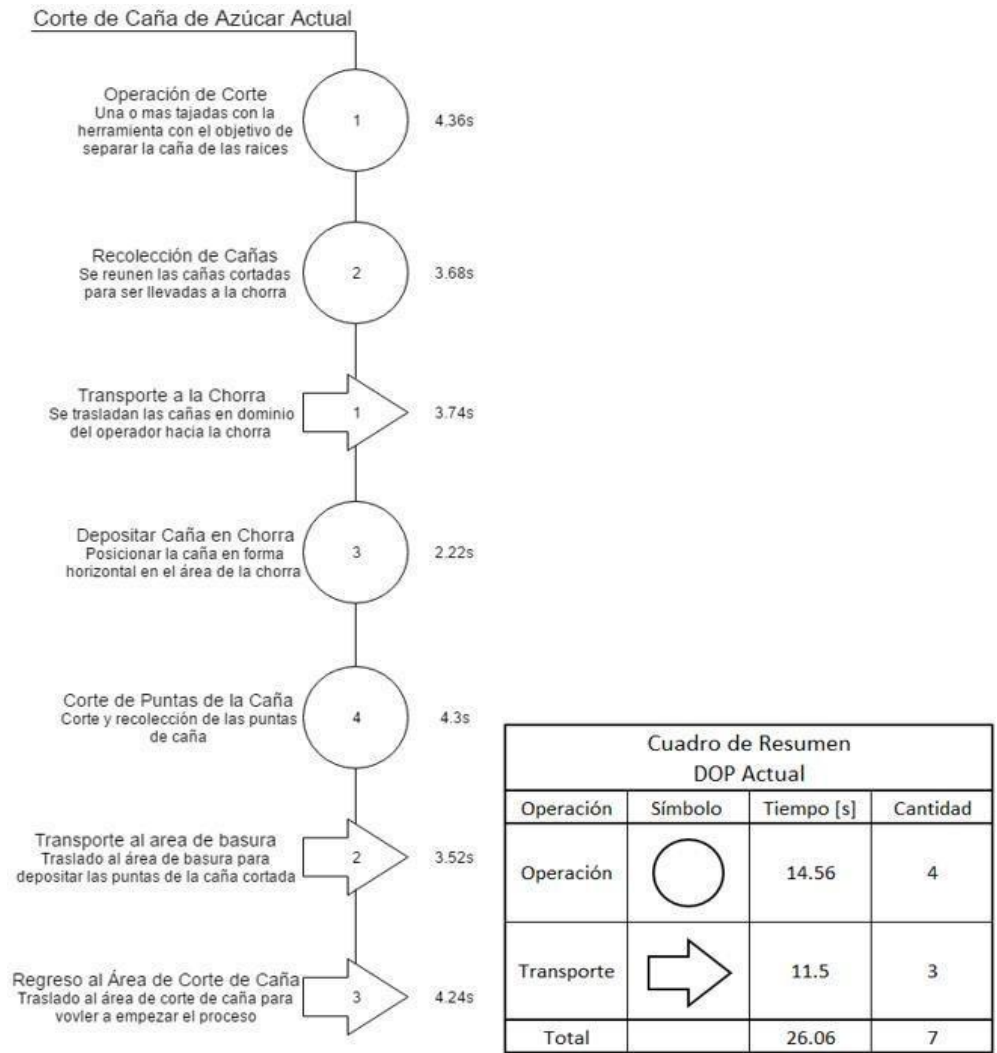 Corte de Caña de Azúcar Actual
Operación de Corte
Una o mas tajadas con la
herramienta con el objetivo de
separar la caña de las raices
1
4.36s
Recolección de Cañas
Se reunen las cañas cortadas
para ser llevadas a la chorra
2
3.68s
Transporte a la Chorra
Se trasladan las cañas en dominio
del operador hacia la chorra
1
3.74s
Depositar Caña en Chorra
Posicionar la caña en forma
horizontal en el área de la chorra
3
2.22s
Corte de Puntas de la Caña
Corte y recolección de las puntas
de caña
4
4.3s
Transporte al area de basura
Traslado al área de basura para
depositar las puntas de la caña cortada
2
3.52s
Regreso al Área de Corte de Caña
Traslado al área de corte de caña para
vovler a empezar el proceso
3
4.24s
Cuadro de Resumen
DOP Actual
Operación Símbolo Tiempo [s] Cantidad
Operación 14.56 4
Transporte 11.5 3
Total 26.06 7